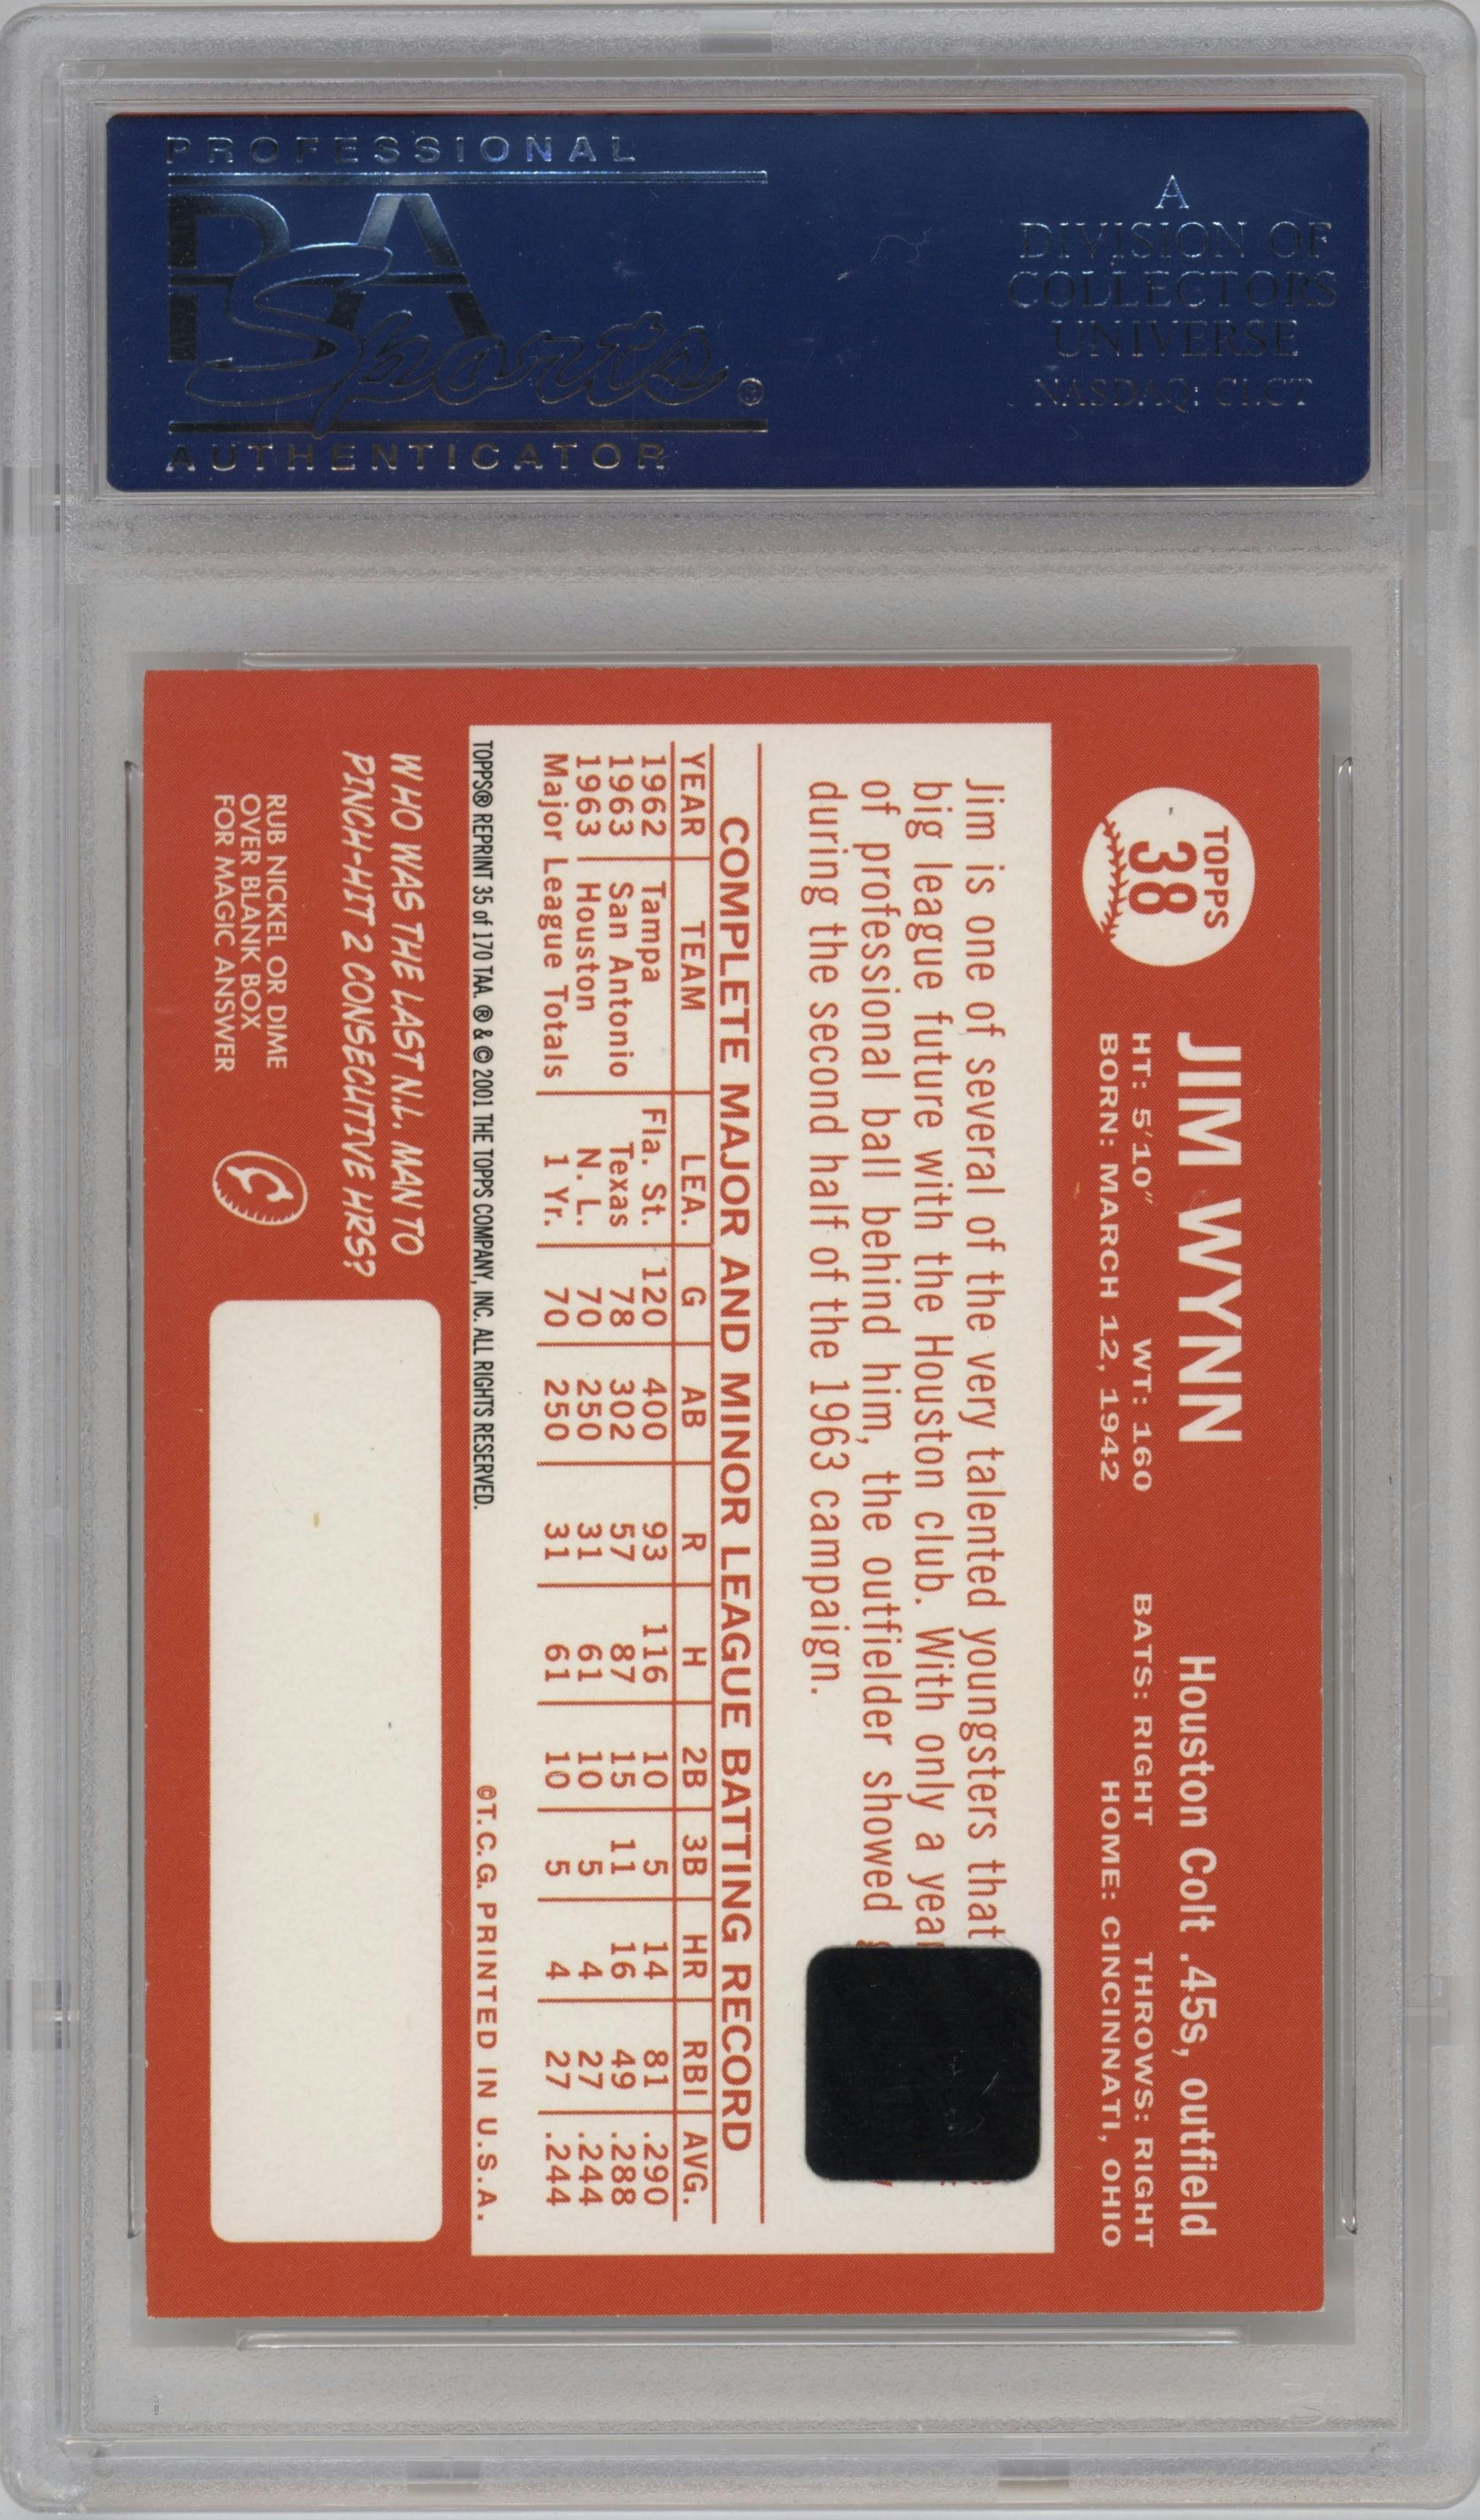 PROFESSIONAL
PSA
Sports®
AUTHENTICATOR
A
DIVISION OF
COLLECTORS
UNIVERSE
NASDAQ: CLCT
TOPPS
38
JIM WYNN
Houston Colt .45s, outfield
HT: 5'10" WT: 160 BATS: RIGHT THROWS: RIGHT
BORN: MARCH 12, 1942 HOME: CINCINNATI, OHIO
Jim is one of several of the very talented youngsters that
big league future with the Houston club. With only a year
of professional ball behind him, the outfielder showed
during the second half of the 1963 campaign.
COMPLETE MAJOR AND MINOR LEAGUE BATTING RECORD
YEAR TEAM LEA. G AB R H 2B 3B HR RBI AVG.
1962 Tampa Fla. St. 120 400 93 116 10 5 14 81 .290
1963 San Antonio Texas 78 302 57 87 15 11 16 49 .288
1963 Houston N. L. 70 250 31 61 10 5 4 27 .244
Major League Totals 1 Yr. 70 250 31 61 10 5 4 27 .244
TOPPS® REPRINT 35 of 170 TAA. ® & © 2001 THE TOPPS COMPANY, INC. ALL RIGHTS RESERVED.
©T.C.G. PRINTED IN U.S.A.
WHO WAS THE LAST N.L. MAN TO
PINCH-HIT 2 CONSECUTIVE HRS?
RUB NICKEL OR DIME
OVER BLANK BOX
FOR MAGIC ANSWER